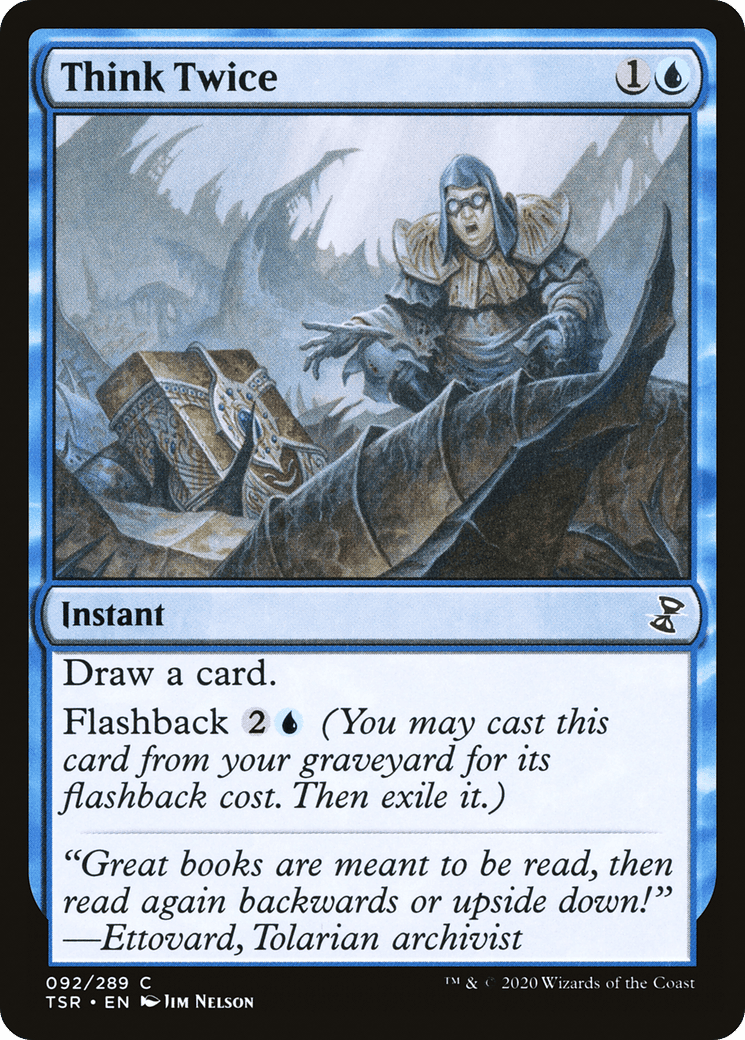 Think Twice 1
Instant
Draw a card.
Flashback 2 (You may cast this
card from your graveyard for its
flashback cost. Then exile it.)
“Great books are meant to be read, then
read again backwards or upside down!”
—Ettovard, Tolarian archivist
092/289 C
™ & © 2020 Wizards of the Coast
TSR • EN Jim Nelson